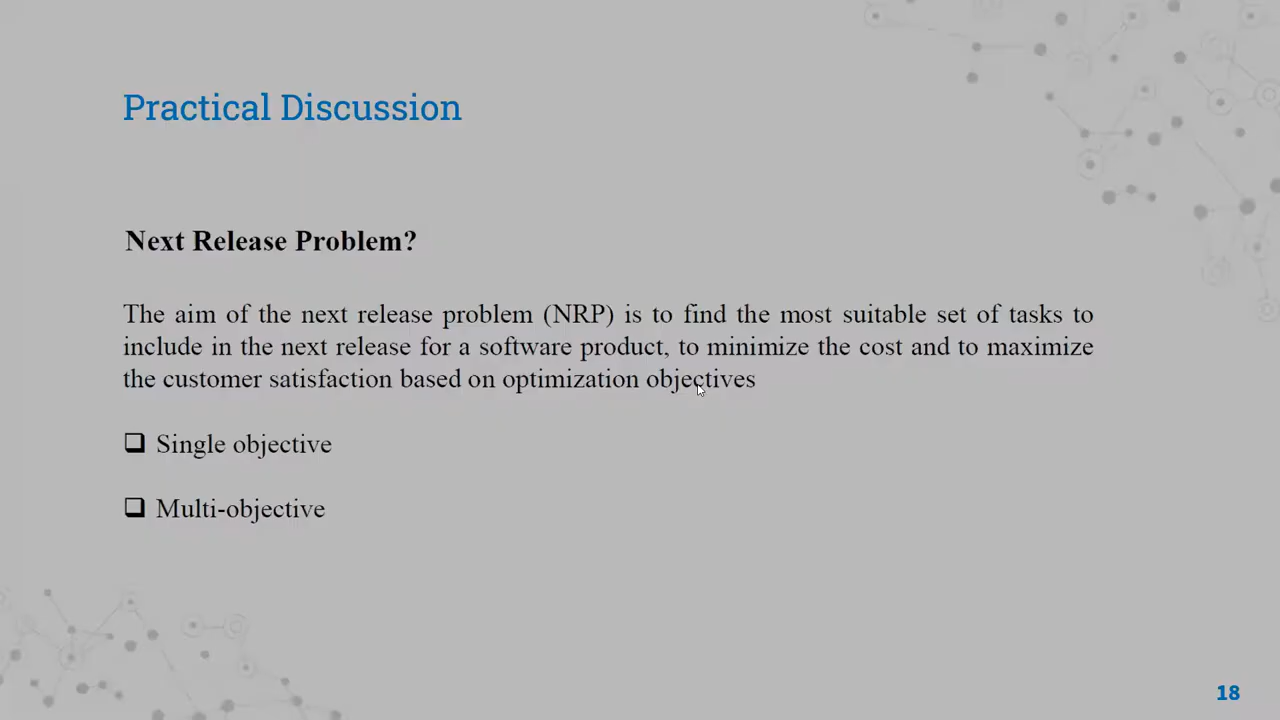 Practical Discussion
Next Release Problem?
The aim of the next release problem (NRP) is to find the most suitable set of tasks to
include in the next release for a software product, to minimize the cost and to maximize
the customer satisfaction based on optimization objectives
Single objective
Multi-objective
18